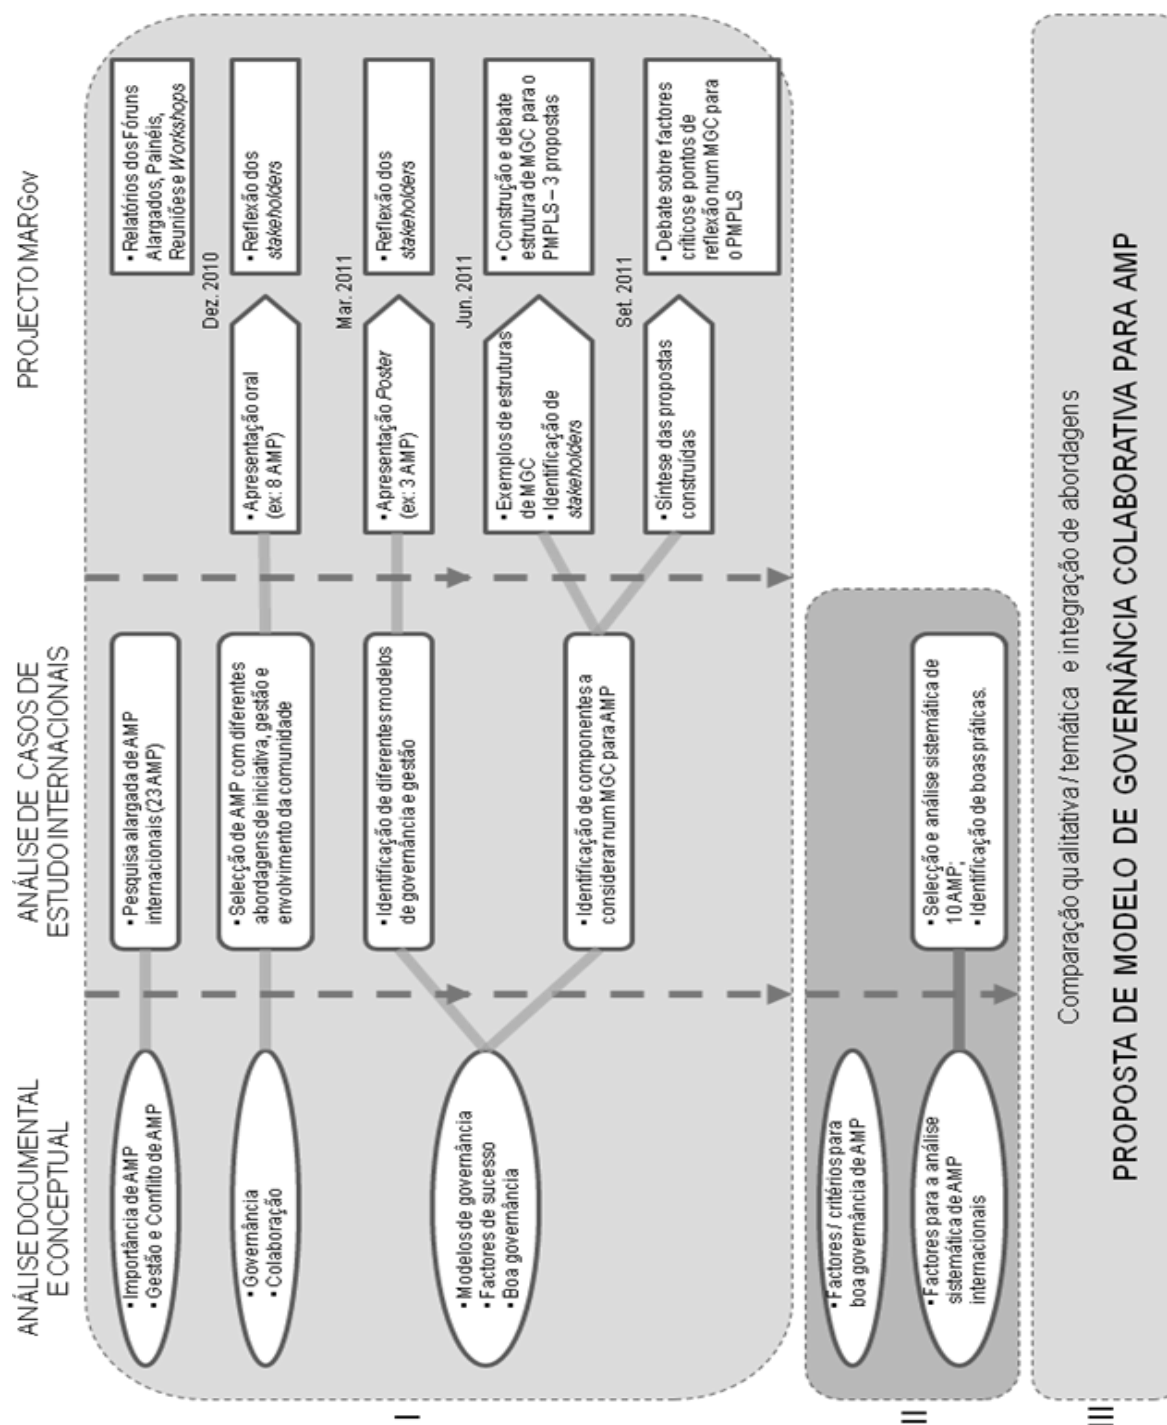 ANÁLISE DOCUMENTAL
E CONCEPTUAL
ANÁLISE DE CASOS DE
ESTUDO INTERNACIONAIS
PROJECTO MARGov
I
▪ Importância de AMP
▪ Gestão e Conflito de AMP
▪ Pesquisa alargada de AMP
internacionais (23 AMP)
▪ Relatórios dos Fóruns
Alargados, Painéis,
Reuniões e Workshops
▪ Governância
▪ Colaboração
▪ Selecção de AMP com diferentes
abordagens de iniciativa, gestão e
envolvimento da comunidade
▪ Apresentação oral
(ex: 8 AMP)
Dez. 2010
▪ Reflexão dos
stakeholders
▪ Modelos de governância
▪ Factores de sucesso
▪ Boa governância
▪ Identificação de diferentes modelos
de governância e gestão
▪ Apresentação Poster
(ex: 3 AMP)
Mar. 2011
▪ Reflexão dos
stakeholders
▪ Identificação de componentes a
considerar num MGC para AMP
▪ Exemplos de estruturas
de MGC
▪ Identificação de
stakeholders
Jun. 2011
▪ Construção e debate
estrutura de MGC para o
PMPLS – 3 propostas
▪ Síntese das propostas
construídas
Set. 2011
▪ Debate sobre factores
críticos e pontos de
reflexão num MGC para
o PMPLS
II
▪ Factores / critérios para
boa governância de AMP
▪ Factores para a análise
sistemática de AMP
internacionais
▪ Selecção e análise sistemática de
10 AMP;
▪ Identificação de boas práticas.
III
Comparação qualitativa / temática e integração de abordagens
PROPOSTA DE MODELO DE GOVERNÂNCIA COLABORATIVA PARA AMP